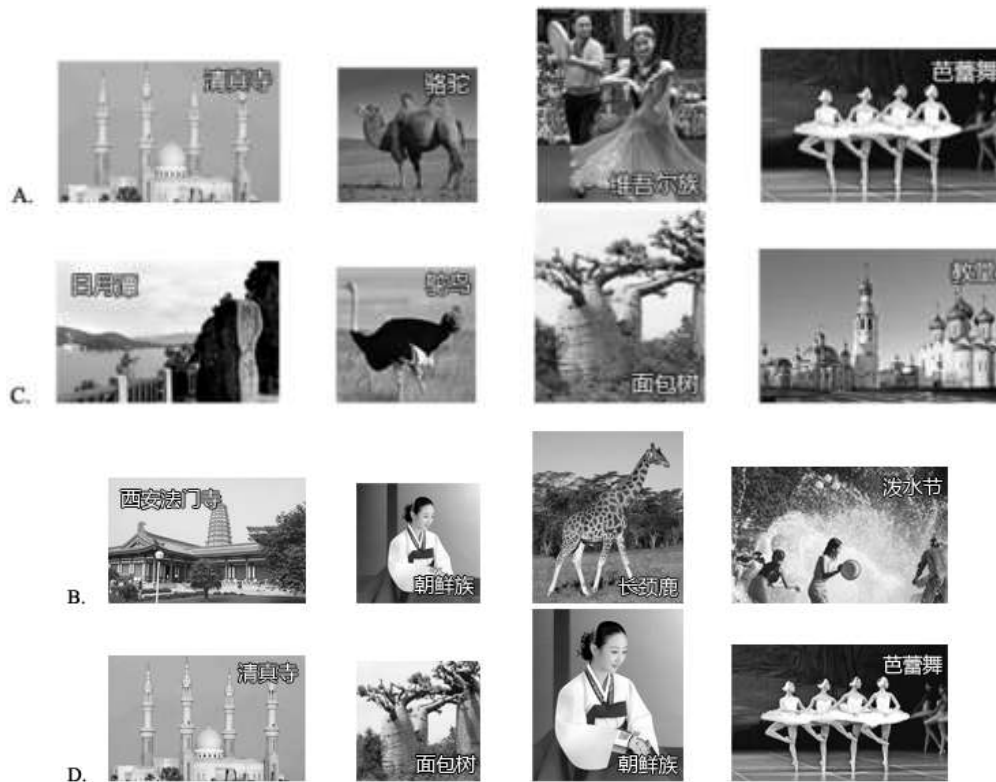 A. 清真寺 骆驼 维吾尔族 芭蕾舞
C. 日月潭 鸵鸟 面包树 教堂
B. 西安法门寺 朝鲜族 长颈鹿 泼水节
D. 清真寺 面包树 朝鲜族 芭蕾舞